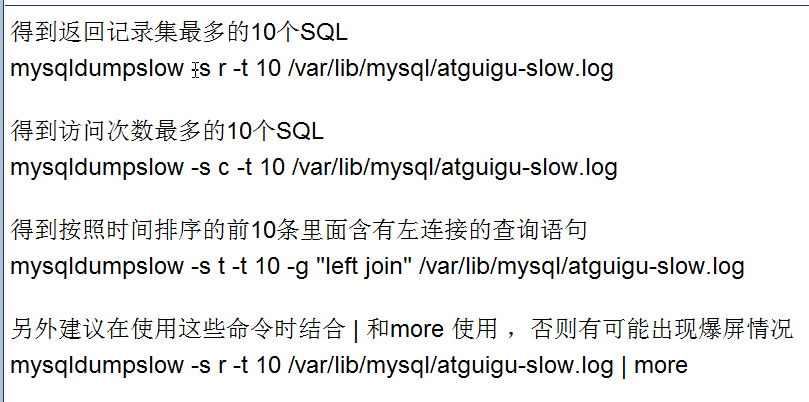 得到返回记录集最多的10个SQL
mysqldumpslow -s r -t 10 /var/lib/mysql/atguigu-slow.log
得到访问次数最多的10个SQL
mysqldumpslow -s c -t 10 /var/lib/mysql/atguigu-slow.log
得到按照时间排序的前10条里面含有左连接的查询语句
mysqldumpslow -s t -t 10 -g "left join" /var/lib/mysql/atguigu-slow.log
另外建议在使用这些命令时结合 | 和more 使用 ，否则有可能出现爆屏情况
mysqldumpslow -s r -t 10 /var/lib/mysql/atguigu-slow.log | more